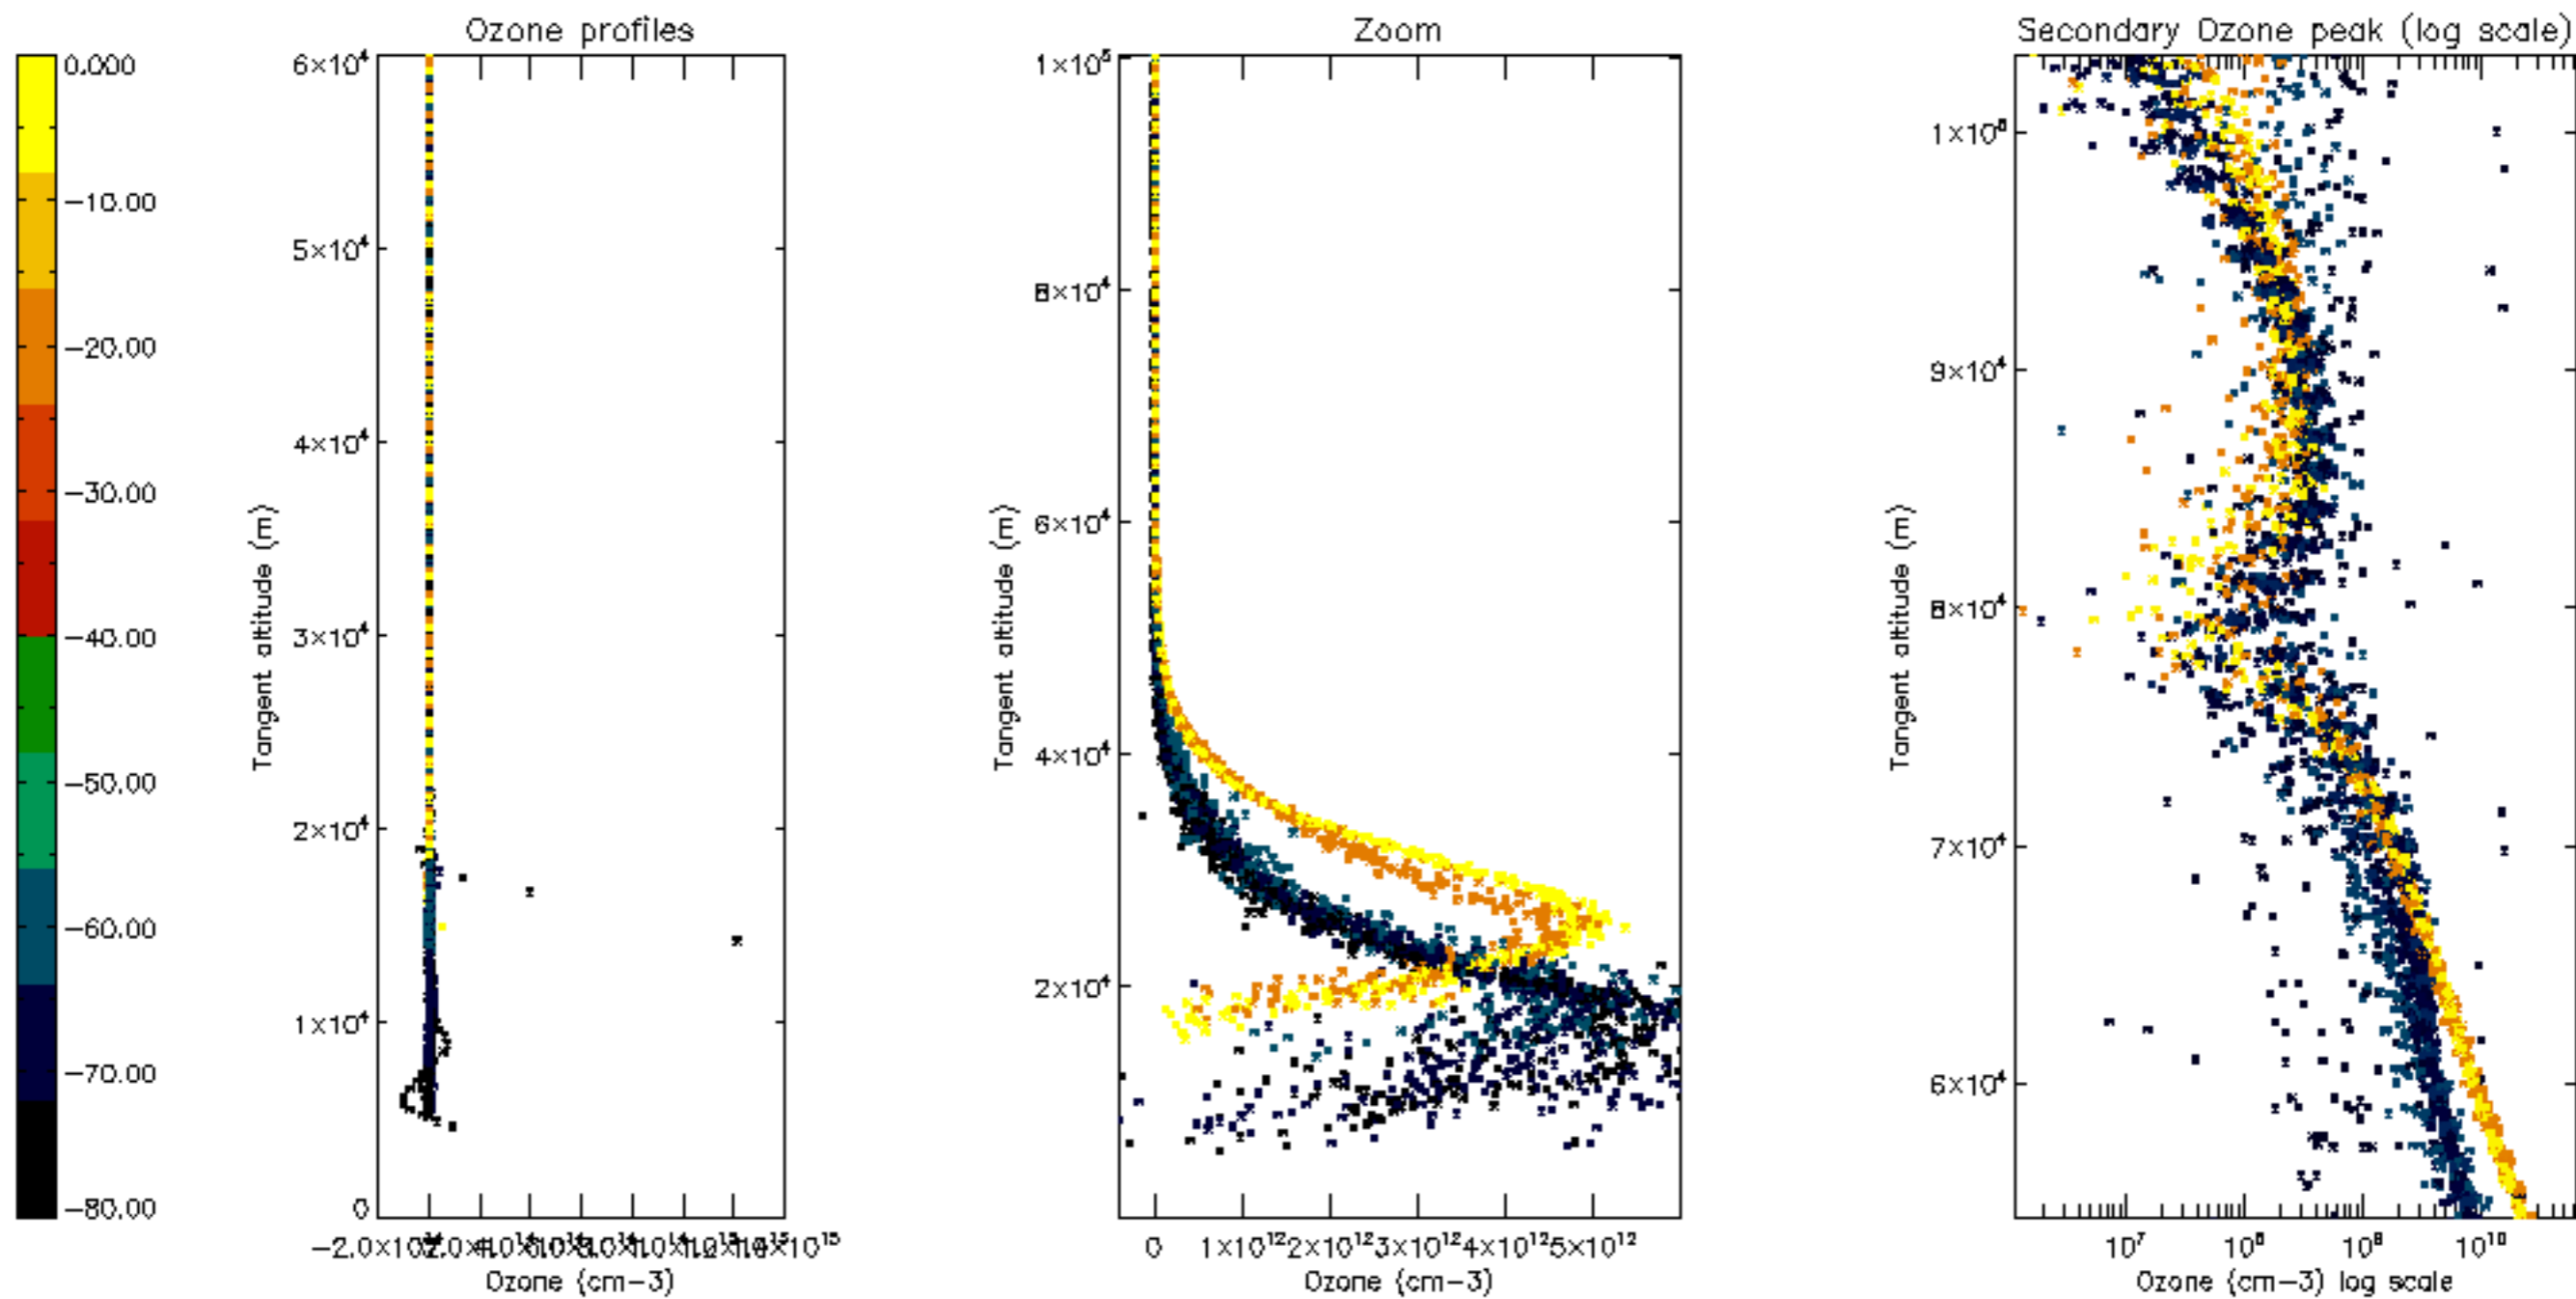 Ozone profiles
Zoom
Secondary Ozone peak (log scale)
0.000
-10.00
-20.00
-30.00
-40.00
-50.00
-60.00
-70.00
-80.00
6×10⁴
5×10⁴
4×10⁴
3×10⁴
2×10⁴
1×10⁴
0
Tangent altitude (m)
Ozone (cm-3)
1×10⁵
8×10⁴
6×10⁴
4×10⁴
2×10⁴
Tangent altitude (m)
0 1×10¹² 2×10¹² 3×10¹² 4×10¹² 5×10¹²
Ozone (cm-3)
9×10⁴
8×10⁴
7×10⁴
6×10⁴
Tangent altitude (m)
10⁷ 10⁸ 10⁹ 10¹⁰
Ozone (cm-3) log scale